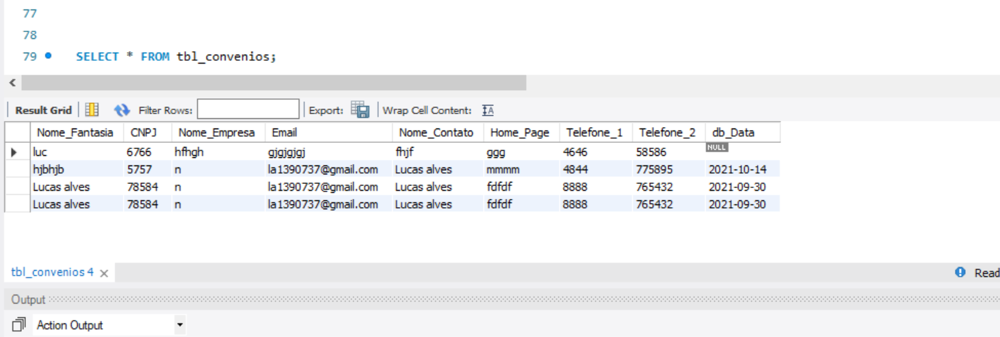 77
78
79 SELECT * FROM tbl_convenios;
Result Grid Filter Rows: Export: Wrap Cell Content: IA
Nome_Fantasia CNPJ Nome_Empresa Email Nome_Contato Home_Page Telefone_1 Telefone_2 db_Data
luc 6766 hfhgh gjgjgjgj fhjf ggg 4646 58586 NULL
hjbhjb 5757 n la1390737@gmail.com Lucas alves mmmm 4844 775895 2021-10-14
Lucas alves 78584 n la1390737@gmail.com Lucas alves fdfdf 8888 765432 2021-09-30
Lucas alves 78584 n la1390737@gmail.com Lucas alves fdfdf 8888 765432 2021-09-30
tbl_convenios 4 Read
Output
Action Output